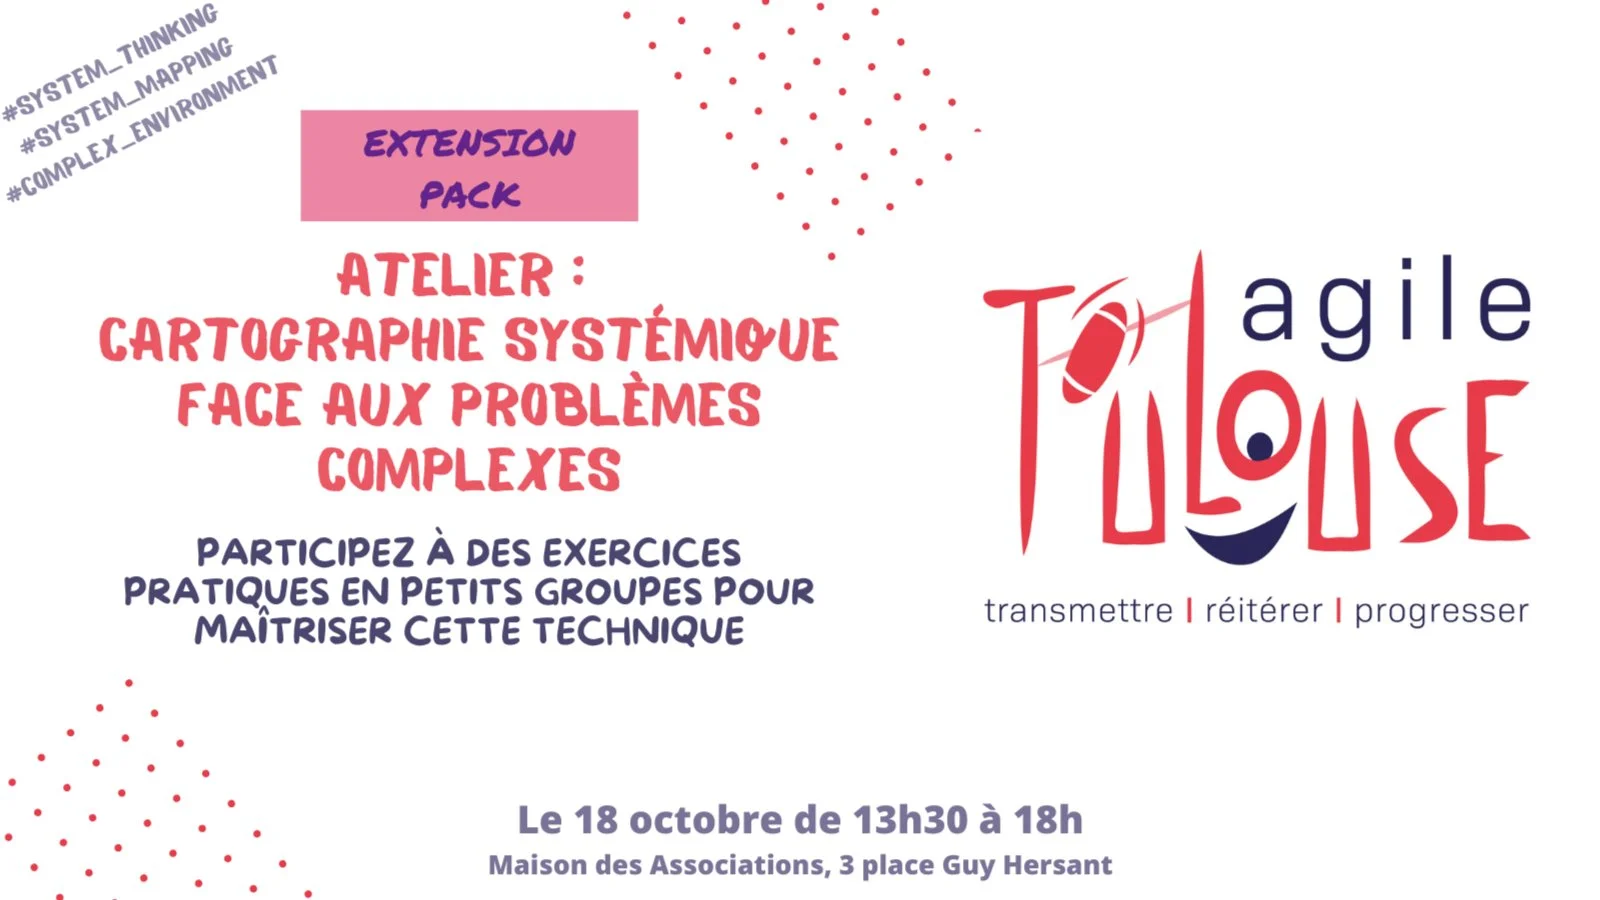 #SYSTEM_THINKING
#SYSTEM_MAPPING
#COMPLEX_ENVIRONMENT
EXTENSION
PACK
ATELIER :
CARTOGRAPHIE SYSTÉMIQUE
FACE AUX PROBLÈMES
COMPLEXES
PARTICIPEZ À DES EXERCICES
PRATIQUES EN PETITS GROUPES POUR
MAÎTRISER CETTE TECHNIQUE
agile
TOULOUSE
transmettre | réitérer | progresser
Le 18 octobre de 13h30 à 18h
Maison des Associations, 3 place Guy Hersant